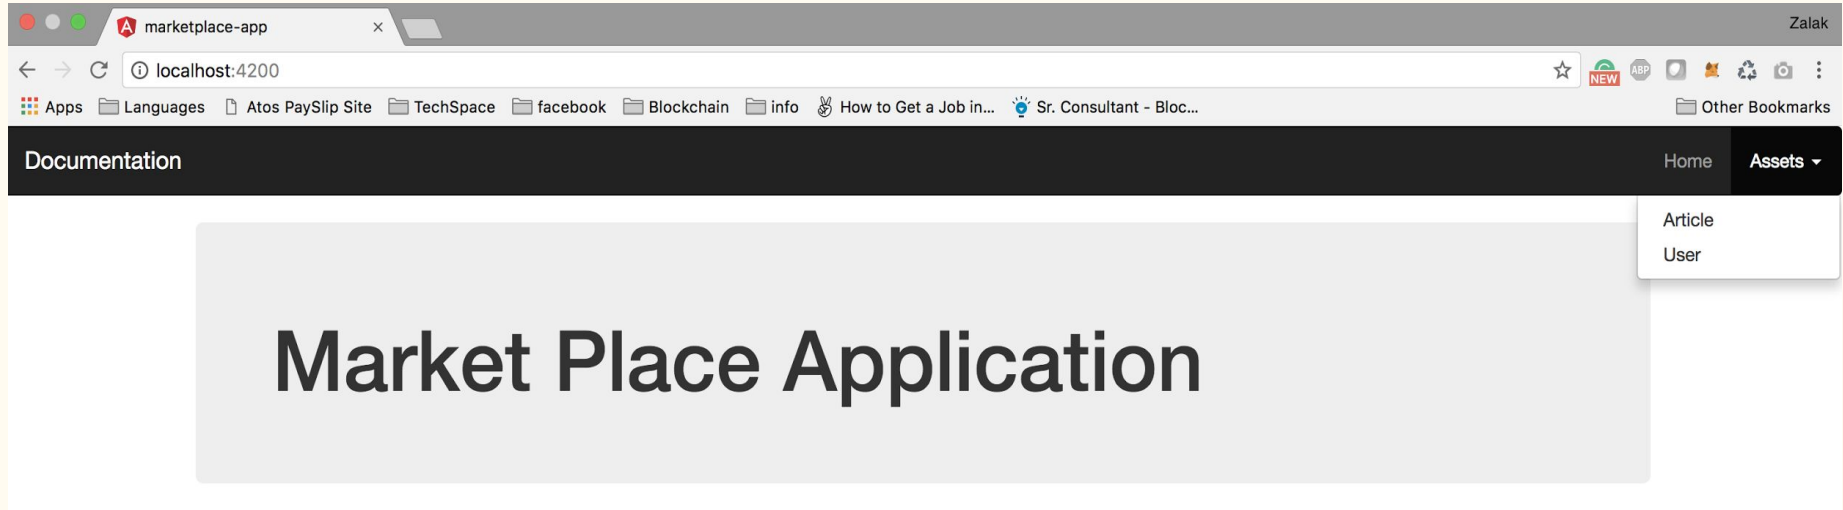 marketplace-app
Zalak
localhost:4200
NEW
ABP
Apps Languages Atos PaySlip Site TechSpace facebook Blockchain info How to Get a Job in... Sr. Consultant - Bloc... Other Bookmarks
Documentation Home Assets
Article
User
Market Place Application